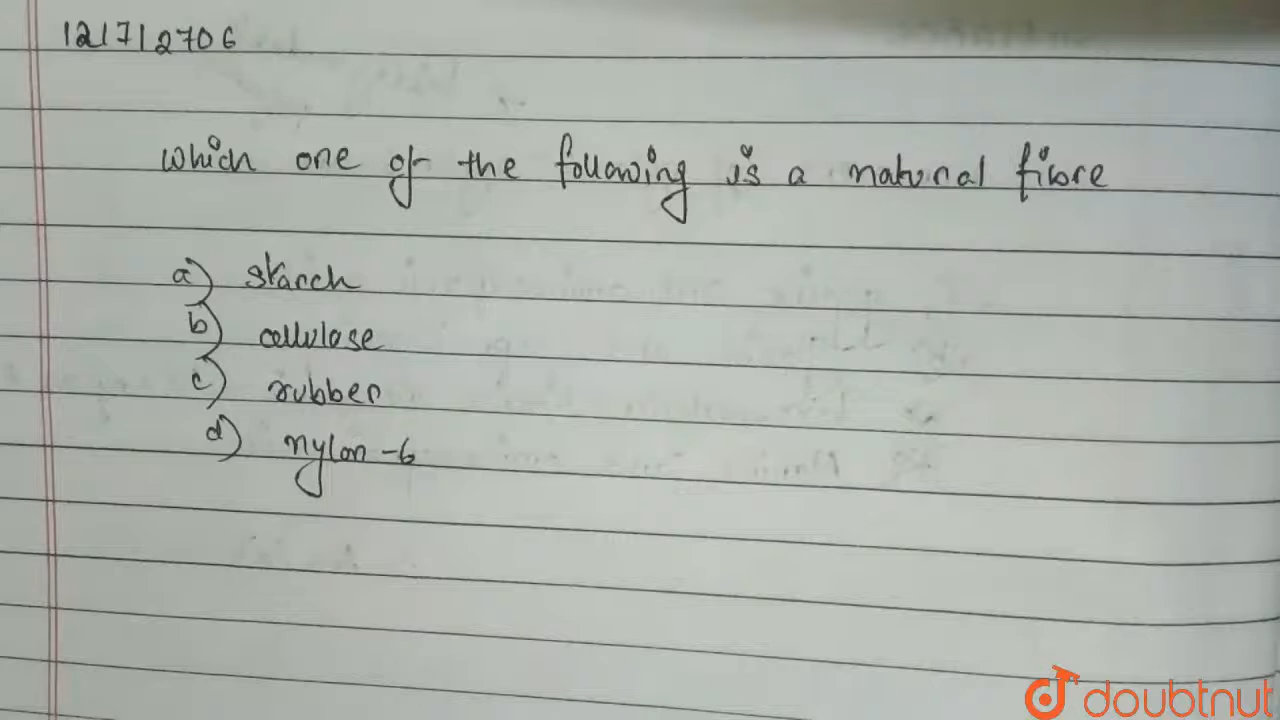 121712706
which one of the following is a natural fibre
a) starch
b) cellulose
c) rubber
d) nylon-6
doubtnut